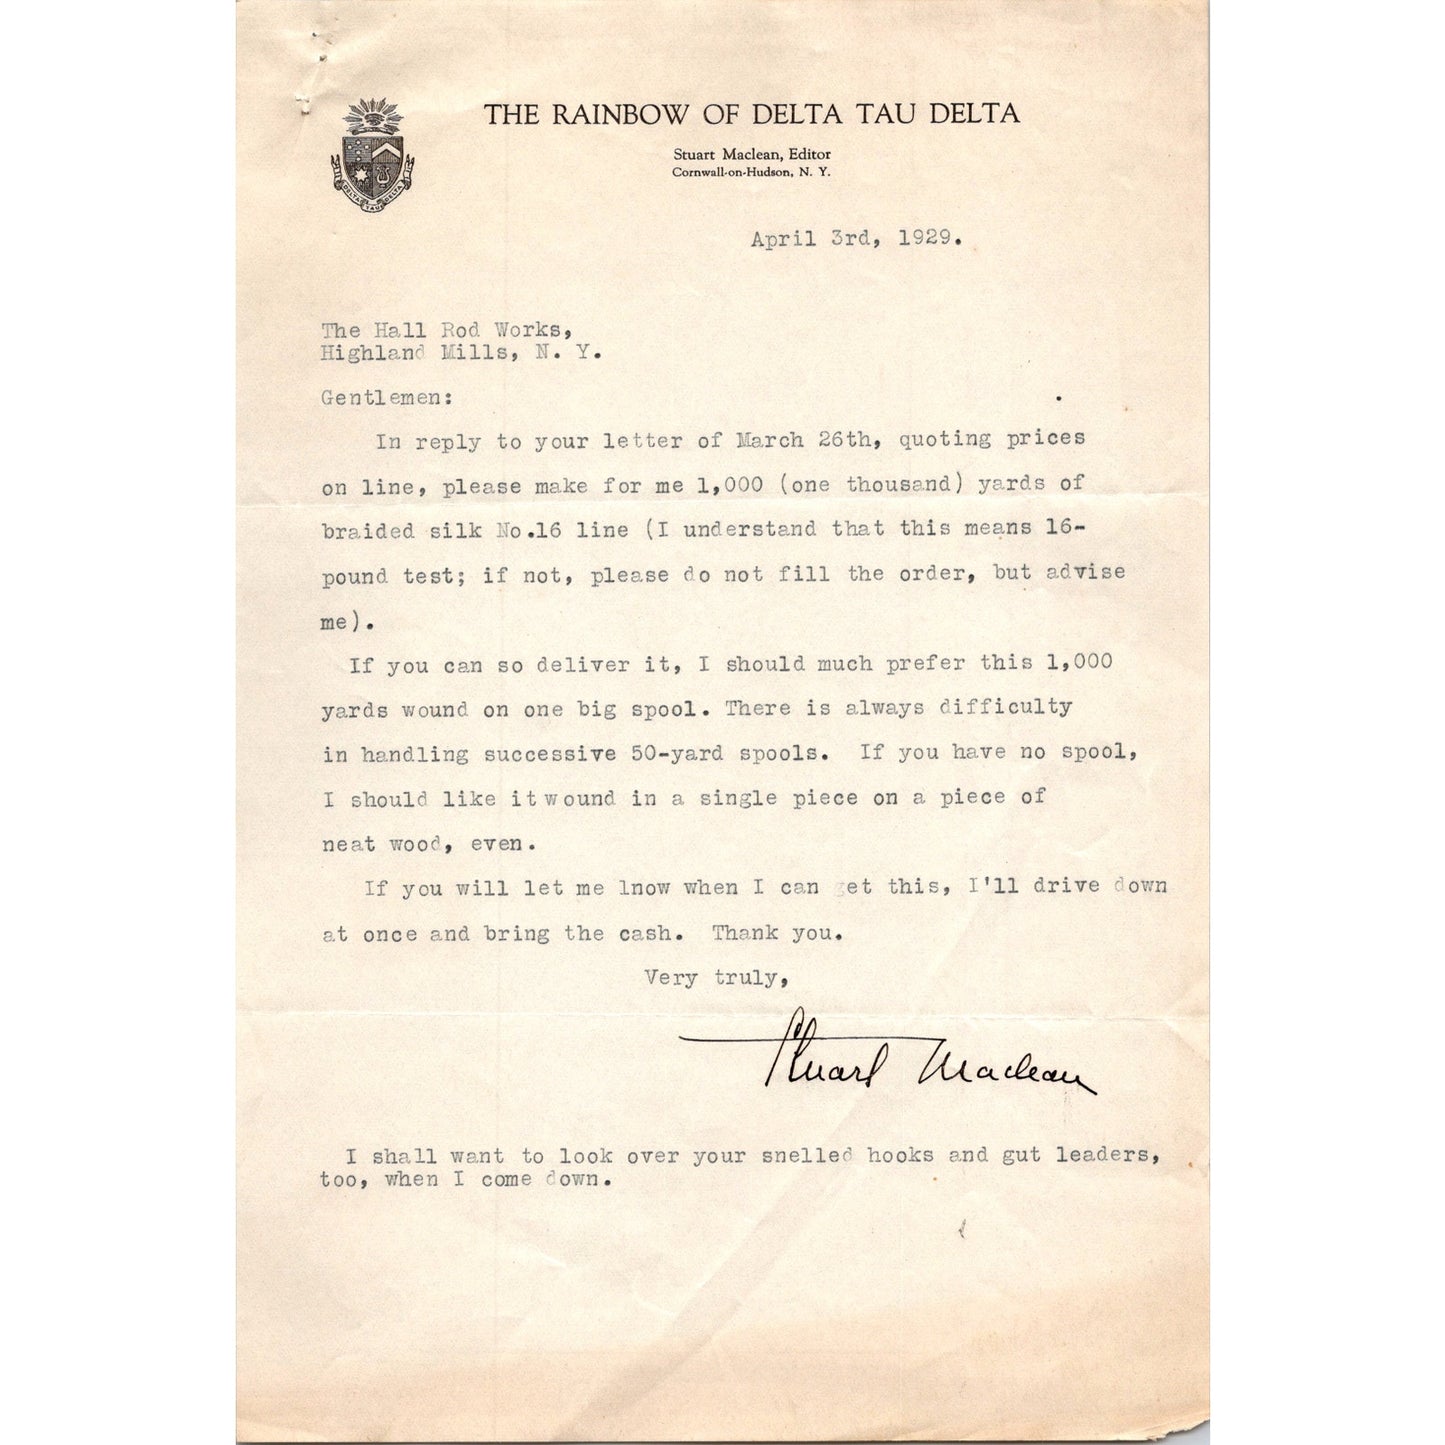 THE RAINBOW OF DELTA TAU DELTA
Stuart Maclean, Editor
Cornwall-on-Hudson, N. Y.
DELTA TAU DELTA
April 3rd, 1929.
The Hall Rod Works,
Highland Mills, N. Y.
Gentlemen:
In reply to your letter of March 26th, quoting prices
on line, please make for me 1,000 (one thousand) yards of
braided silk No.16 line (I understand that this means 16-
pound test; if not, please do not fill the order, but advise
me).
If you can so deliver it, I should much prefer this 1,000
yards wound on one big spool. There is always difficulty
in handling successive 50-yard spools. If you have no spool,
I should like it wound in a single piece on a piece of
neat wood, even.
If you will let me lnow when I can get this, I'll drive down
at once and bring the cash. Thank you.
Very truly,
Stuart Maclean
I shall want to look over your snelled hooks and gut leaders,
too, when I come down.